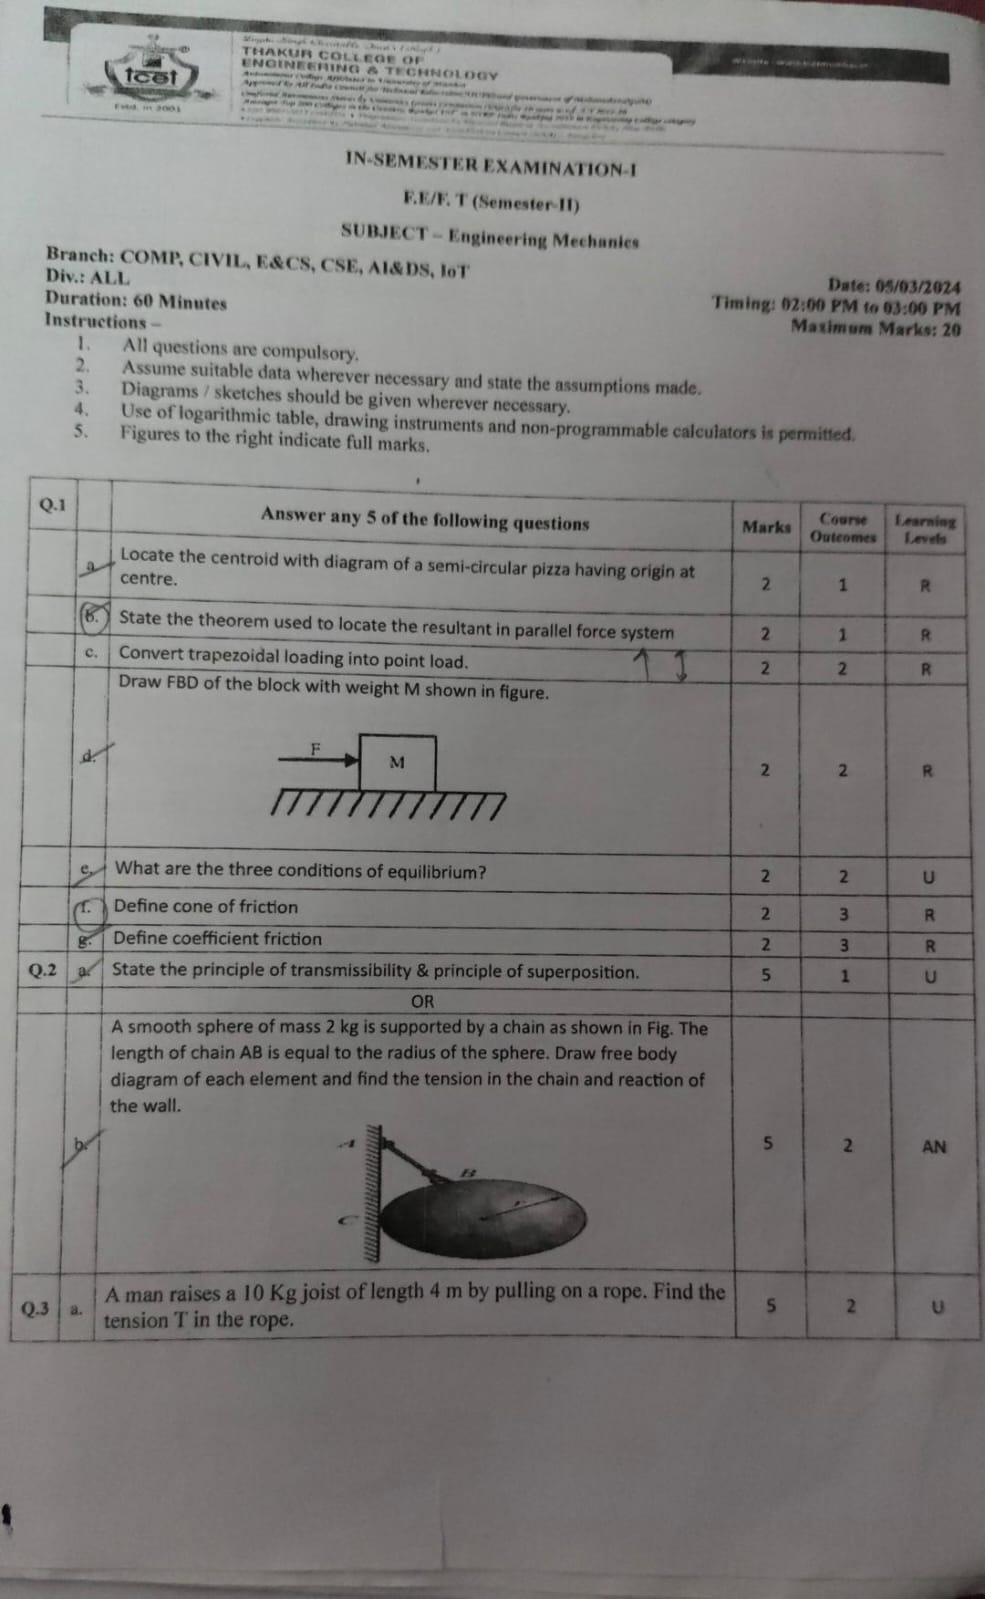 tcet
Estd. in 2001
THAKUR COLLEGE OF
ENGINEERING & TECHNOLOGY
IN-SEMESTER EXAMINATION-I
F.E/F. T (Semester-II)
SUBJECT – Engineering Mechanics
Branch: COMP, CIVIL, E&CS, CSE, AI&DS, IoT
Div.: ALL
Date: 05/03/2024
Duration: 60 Minutes
Timing: 02:00 PM to 03:00 PM
Instructions –
Maximum Marks: 20
1. All questions are compulsory.
2. Assume suitable data wherever necessary and state the assumptions made.
3. Diagrams / sketches should be given wherever necessary.
4. Use of logarithmic table, drawing instruments and non-programmable calculators is permitted.
5. Figures to the right indicate full marks.
Q.1 Answer any 5 of the following questions Marks Course Outcomes Learning Levels
a. Locate the centroid with diagram of a semi-circular pizza having origin at
centre. 2 1 R
b. State the theorem used to locate the resultant in parallel force system 2 1 R
c. Convert trapezoidal loading into point load. 2 2 R
Draw FBD of the block with weight M shown in figure.
F
M
d. 2 2 R
e. What are the three conditions of equilibrium? 2 2 U
f. Define cone of friction 2 3 R
g. Define coefficient friction 2 3 R
Q.2 a. State the principle of transmissibility & principle of superposition. 5 1 U
OR
A smooth sphere of mass 2 kg is supported by a chain as shown in Fig. The
length of chain AB is equal to the radius of the sphere. Draw free body
diagram of each element and find the tension in the chain and reaction of
the wall.
b. 5 2 AN
A
B
r
C
Q.3 a. A man raises a 10 Kg joist of length 4 m by pulling on a rope. Find the
tension T in the rope. 5 2 U